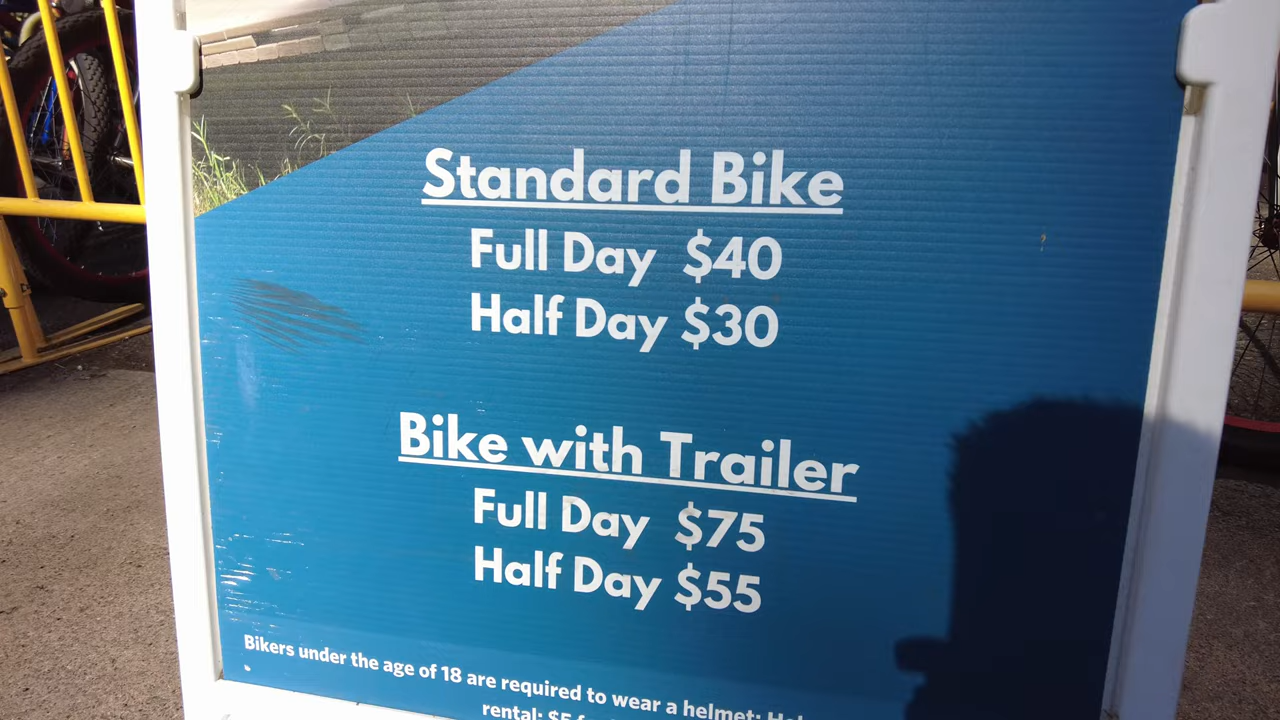 Standard Bike
Full Day $40
Half Day $30
Bike with Trailer
Full Day $75
Half Day $55
Bikers under the age of 18 are required to wear a helmet;
rental: $5